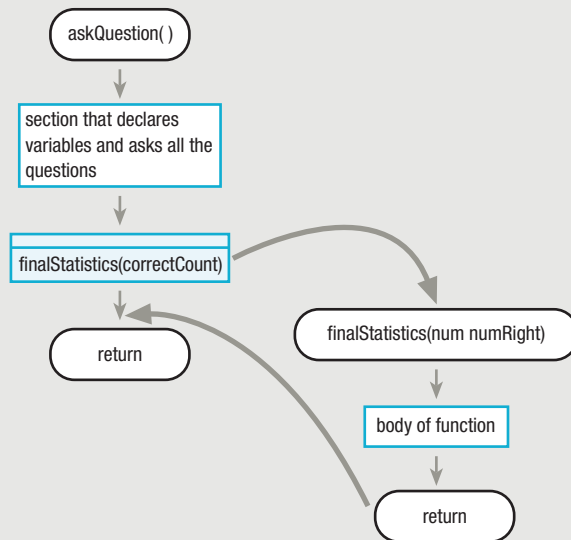 askQuestion( )
section that declares
variables and asks all the
questions
finalStatistics(correctCount)
return
finalStatistics(num numRight)
body of function
return